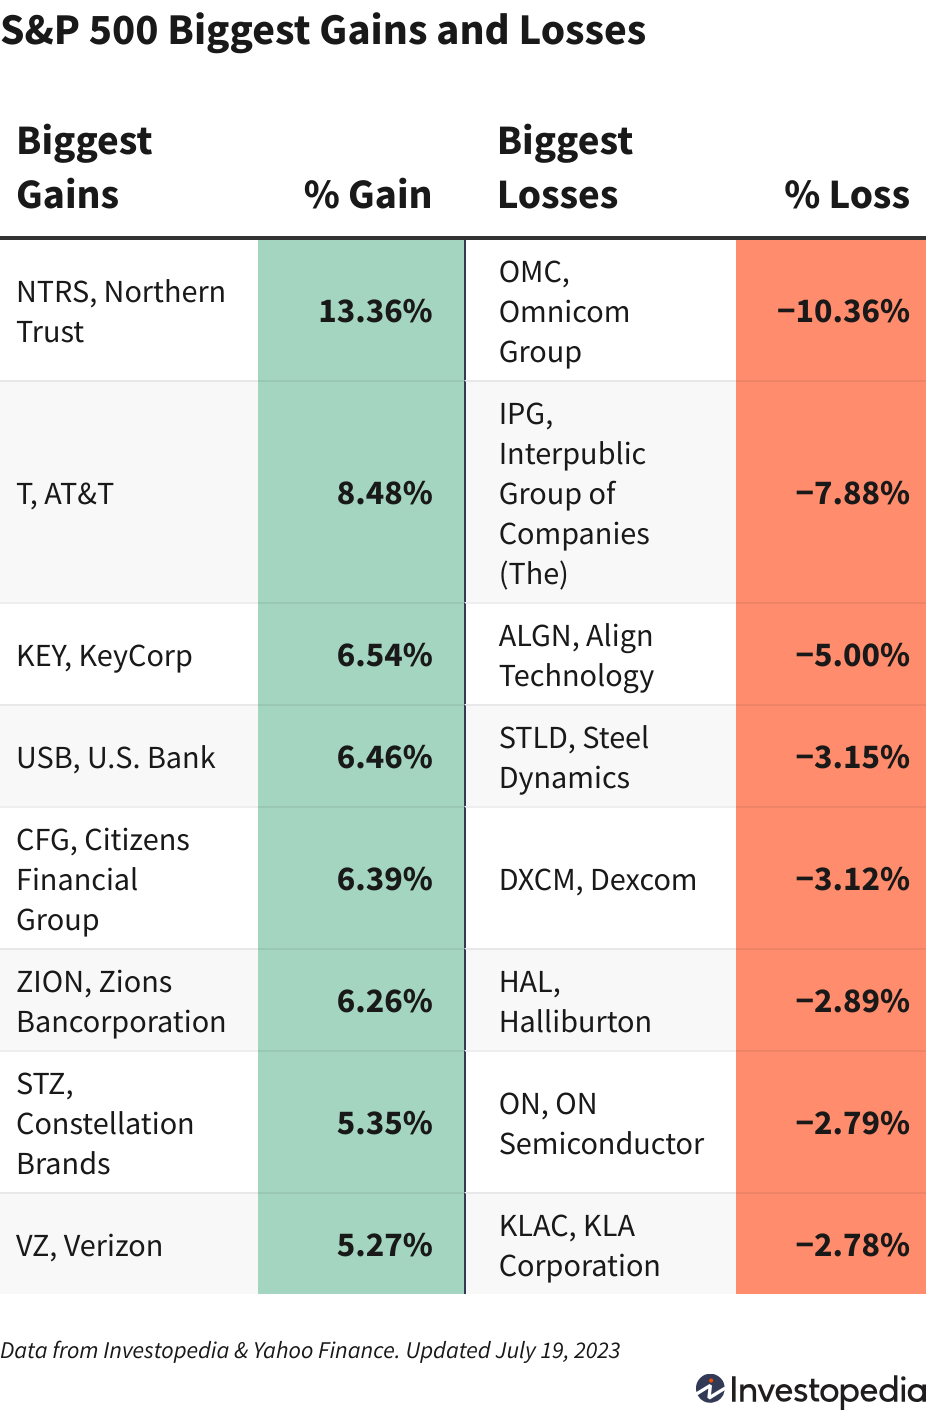 S&P 500 Biggest Gains and Losses
Biggest
Gains
% Gain
Biggest
Losses
% Loss
NTRS, Northern
Trust
13.36%
OMC,
Omnicom
Group
−10.36%
T, AT&T
8.48%
IPG,
Interpublic
Group of
Companies
(The)
−7.88%
KEY, KeyCorp
6.54%
ALGN, Align
Technology
−5.00%
USB, U.S. Bank
6.46%
STLD, Steel
Dynamics
−3.15%
CFG, Citizens
Financial
Group
6.39%
DXCM, Dexcom
−3.12%
ZION, Zions
Bancorporation
6.26%
HAL,
Halliburton
−2.89%
STZ,
Constellation
Brands
5.35%
ON, ON
Semiconductor
−2.79%
VZ, Verizon
5.27%
KLAC, KLA
Corporation
−2.78%
Data from Investopedia & Yahoo Finance. Updated July 19, 2023
Investopedia